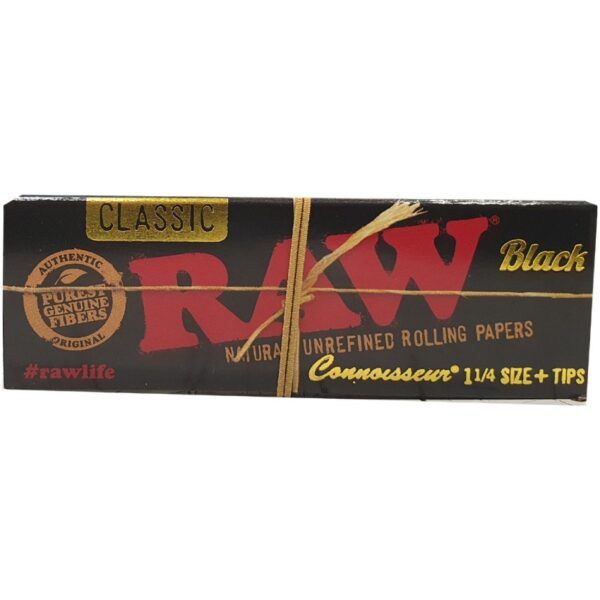 CLASSIC
RAW®
Black
AUTHENTIC
PUREST
GENUINE
FIBERS
ORIGINAL
NATURAL UNREFINED ROLLING PAPERS
#rawlife
Connoisseur® 1 1/4 SIZE + TIPS